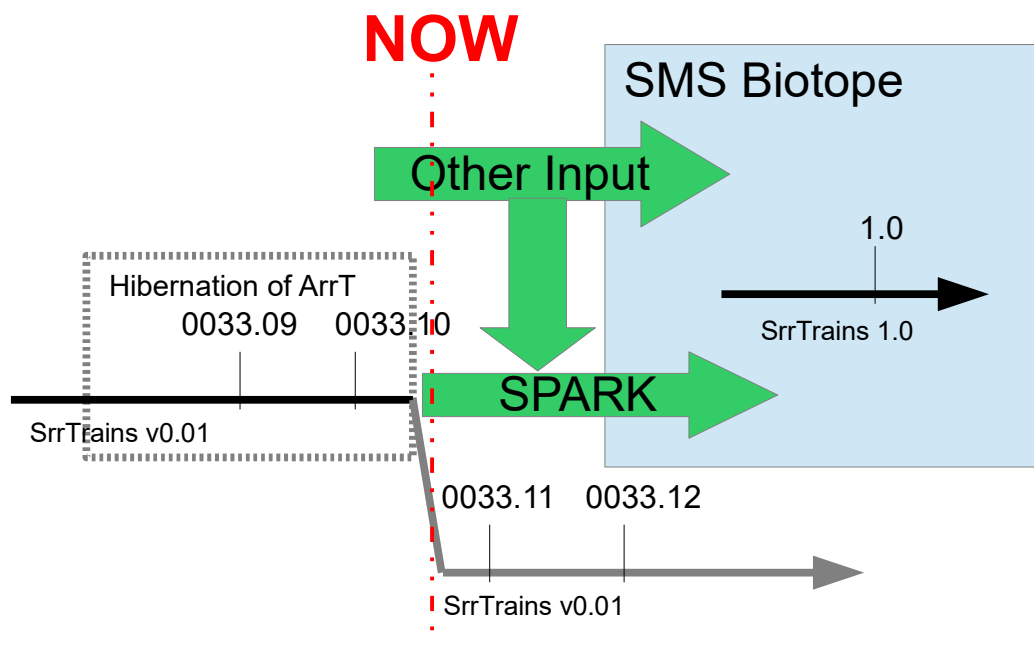 NOW
SMS Biotope
Other Input
1.0
Hibernation of ArrT
0033.09
0033.10
SrrTrains 1.0
SPARK
SrrTrains v0.01
0033.11
0033.12
SrrTrains v0.01